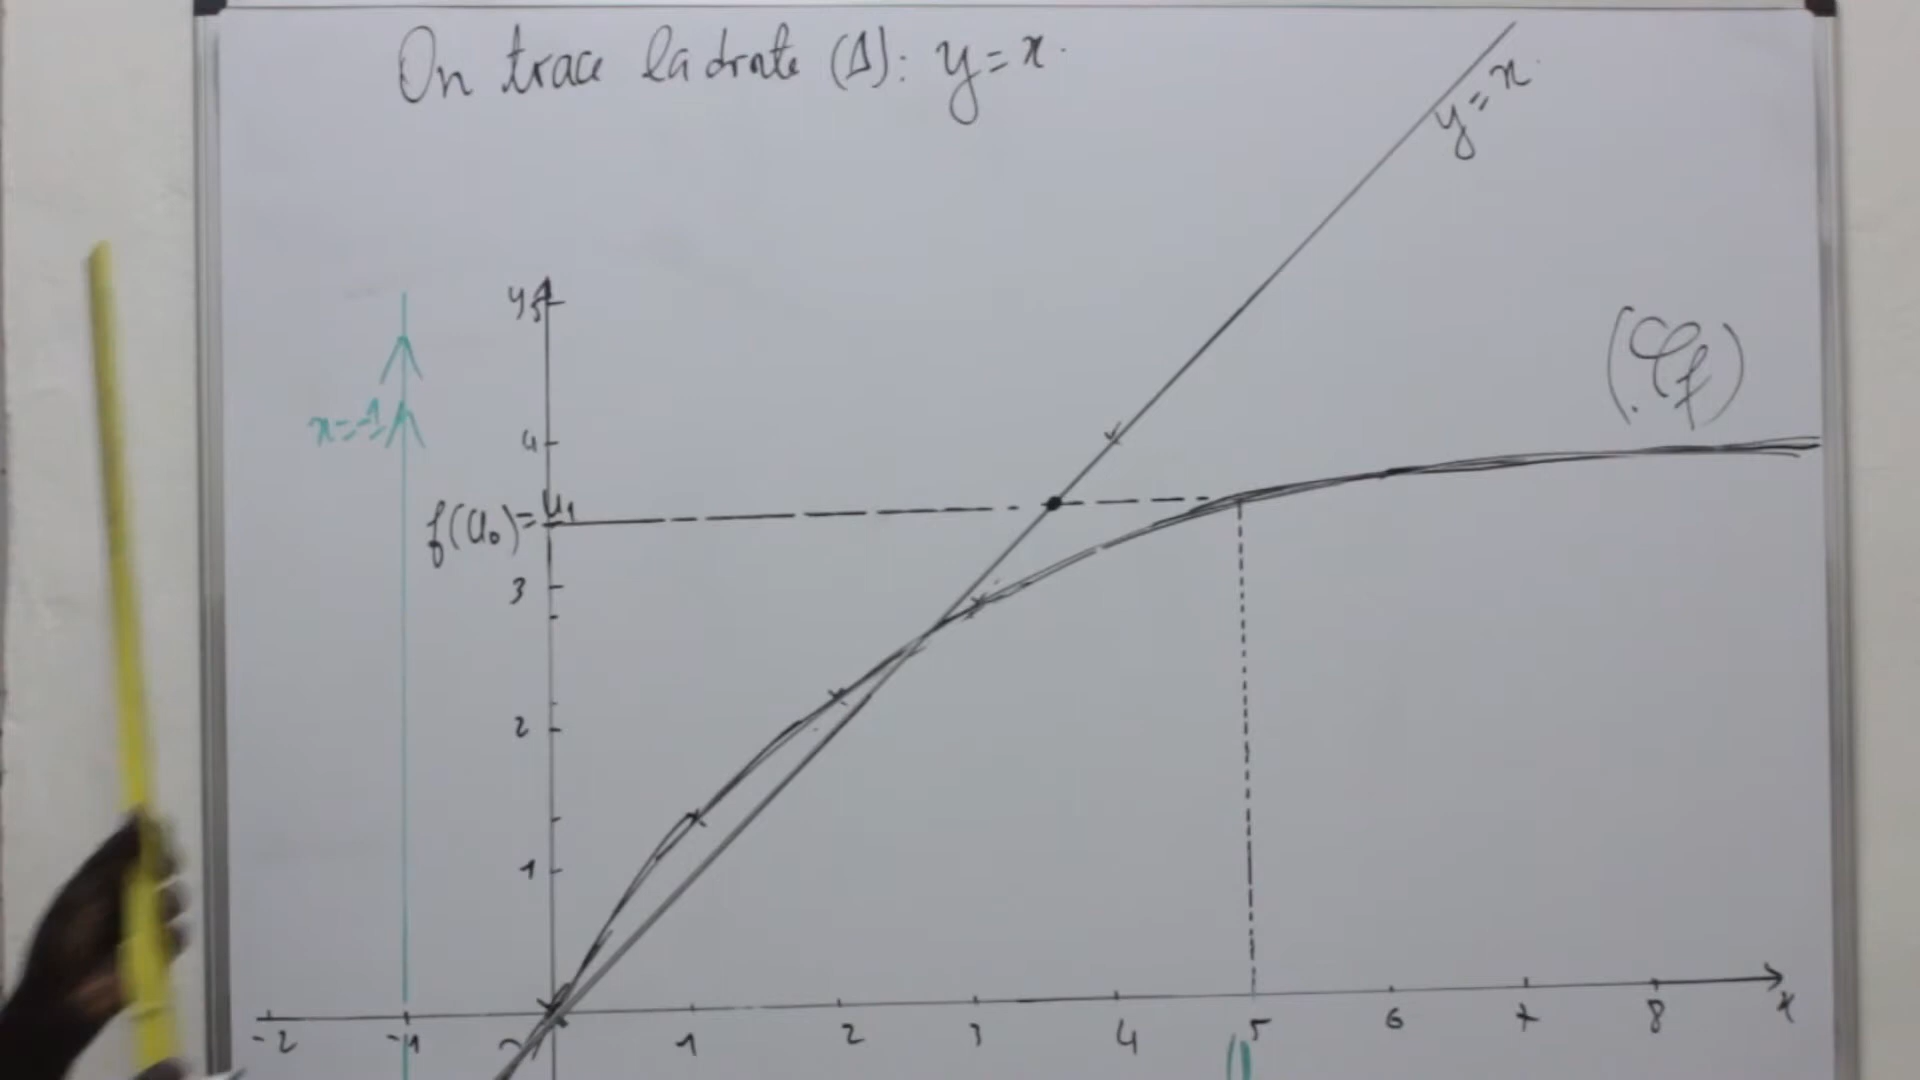 On trace la droite (Δ): y=x.
y=x.
y
5
(Cf)
x=-1
4
f(U₀)=U₁
3
2
1
-2 -1 1 2 3 4 5 6 7 8 x